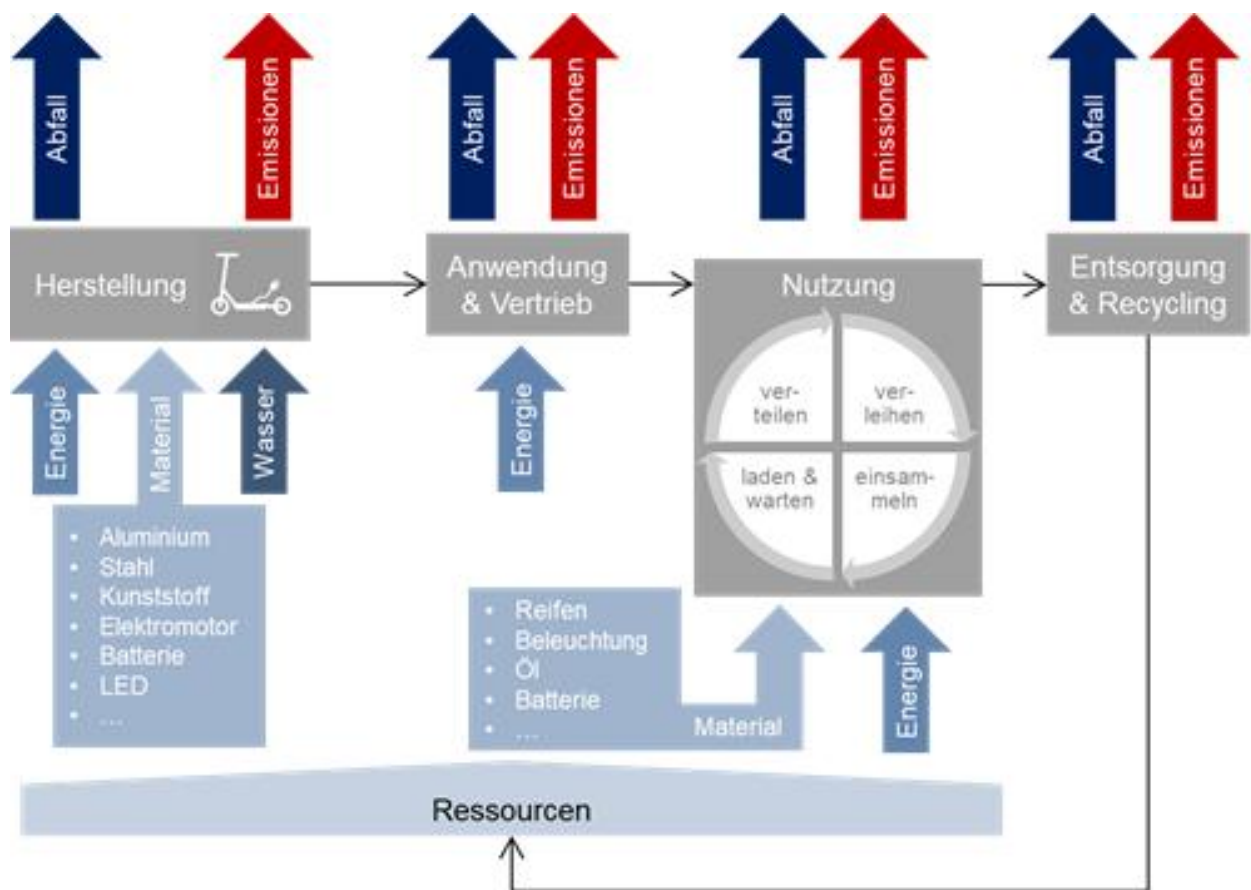 Abfall
Emissionen
Abfall
Emissionen
Abfall
Emissionen
Abfall
Emissionen
Herstellung
Anwendung
& Vertrieb
Nutzung
Entsorgung
& Recycling
ver-
teilen
ver-
leihen
laden &
warten
einsam-
meln
Energie
Material
Wasser
Energie
• Aluminium
• Stahl
• Kunststoff
• Elektromotor
• Batterie
• LED
• ...
• Reifen
• Beleuchtung
• Öl
• Batterie
• ...
Material
Energie
Ressourcen